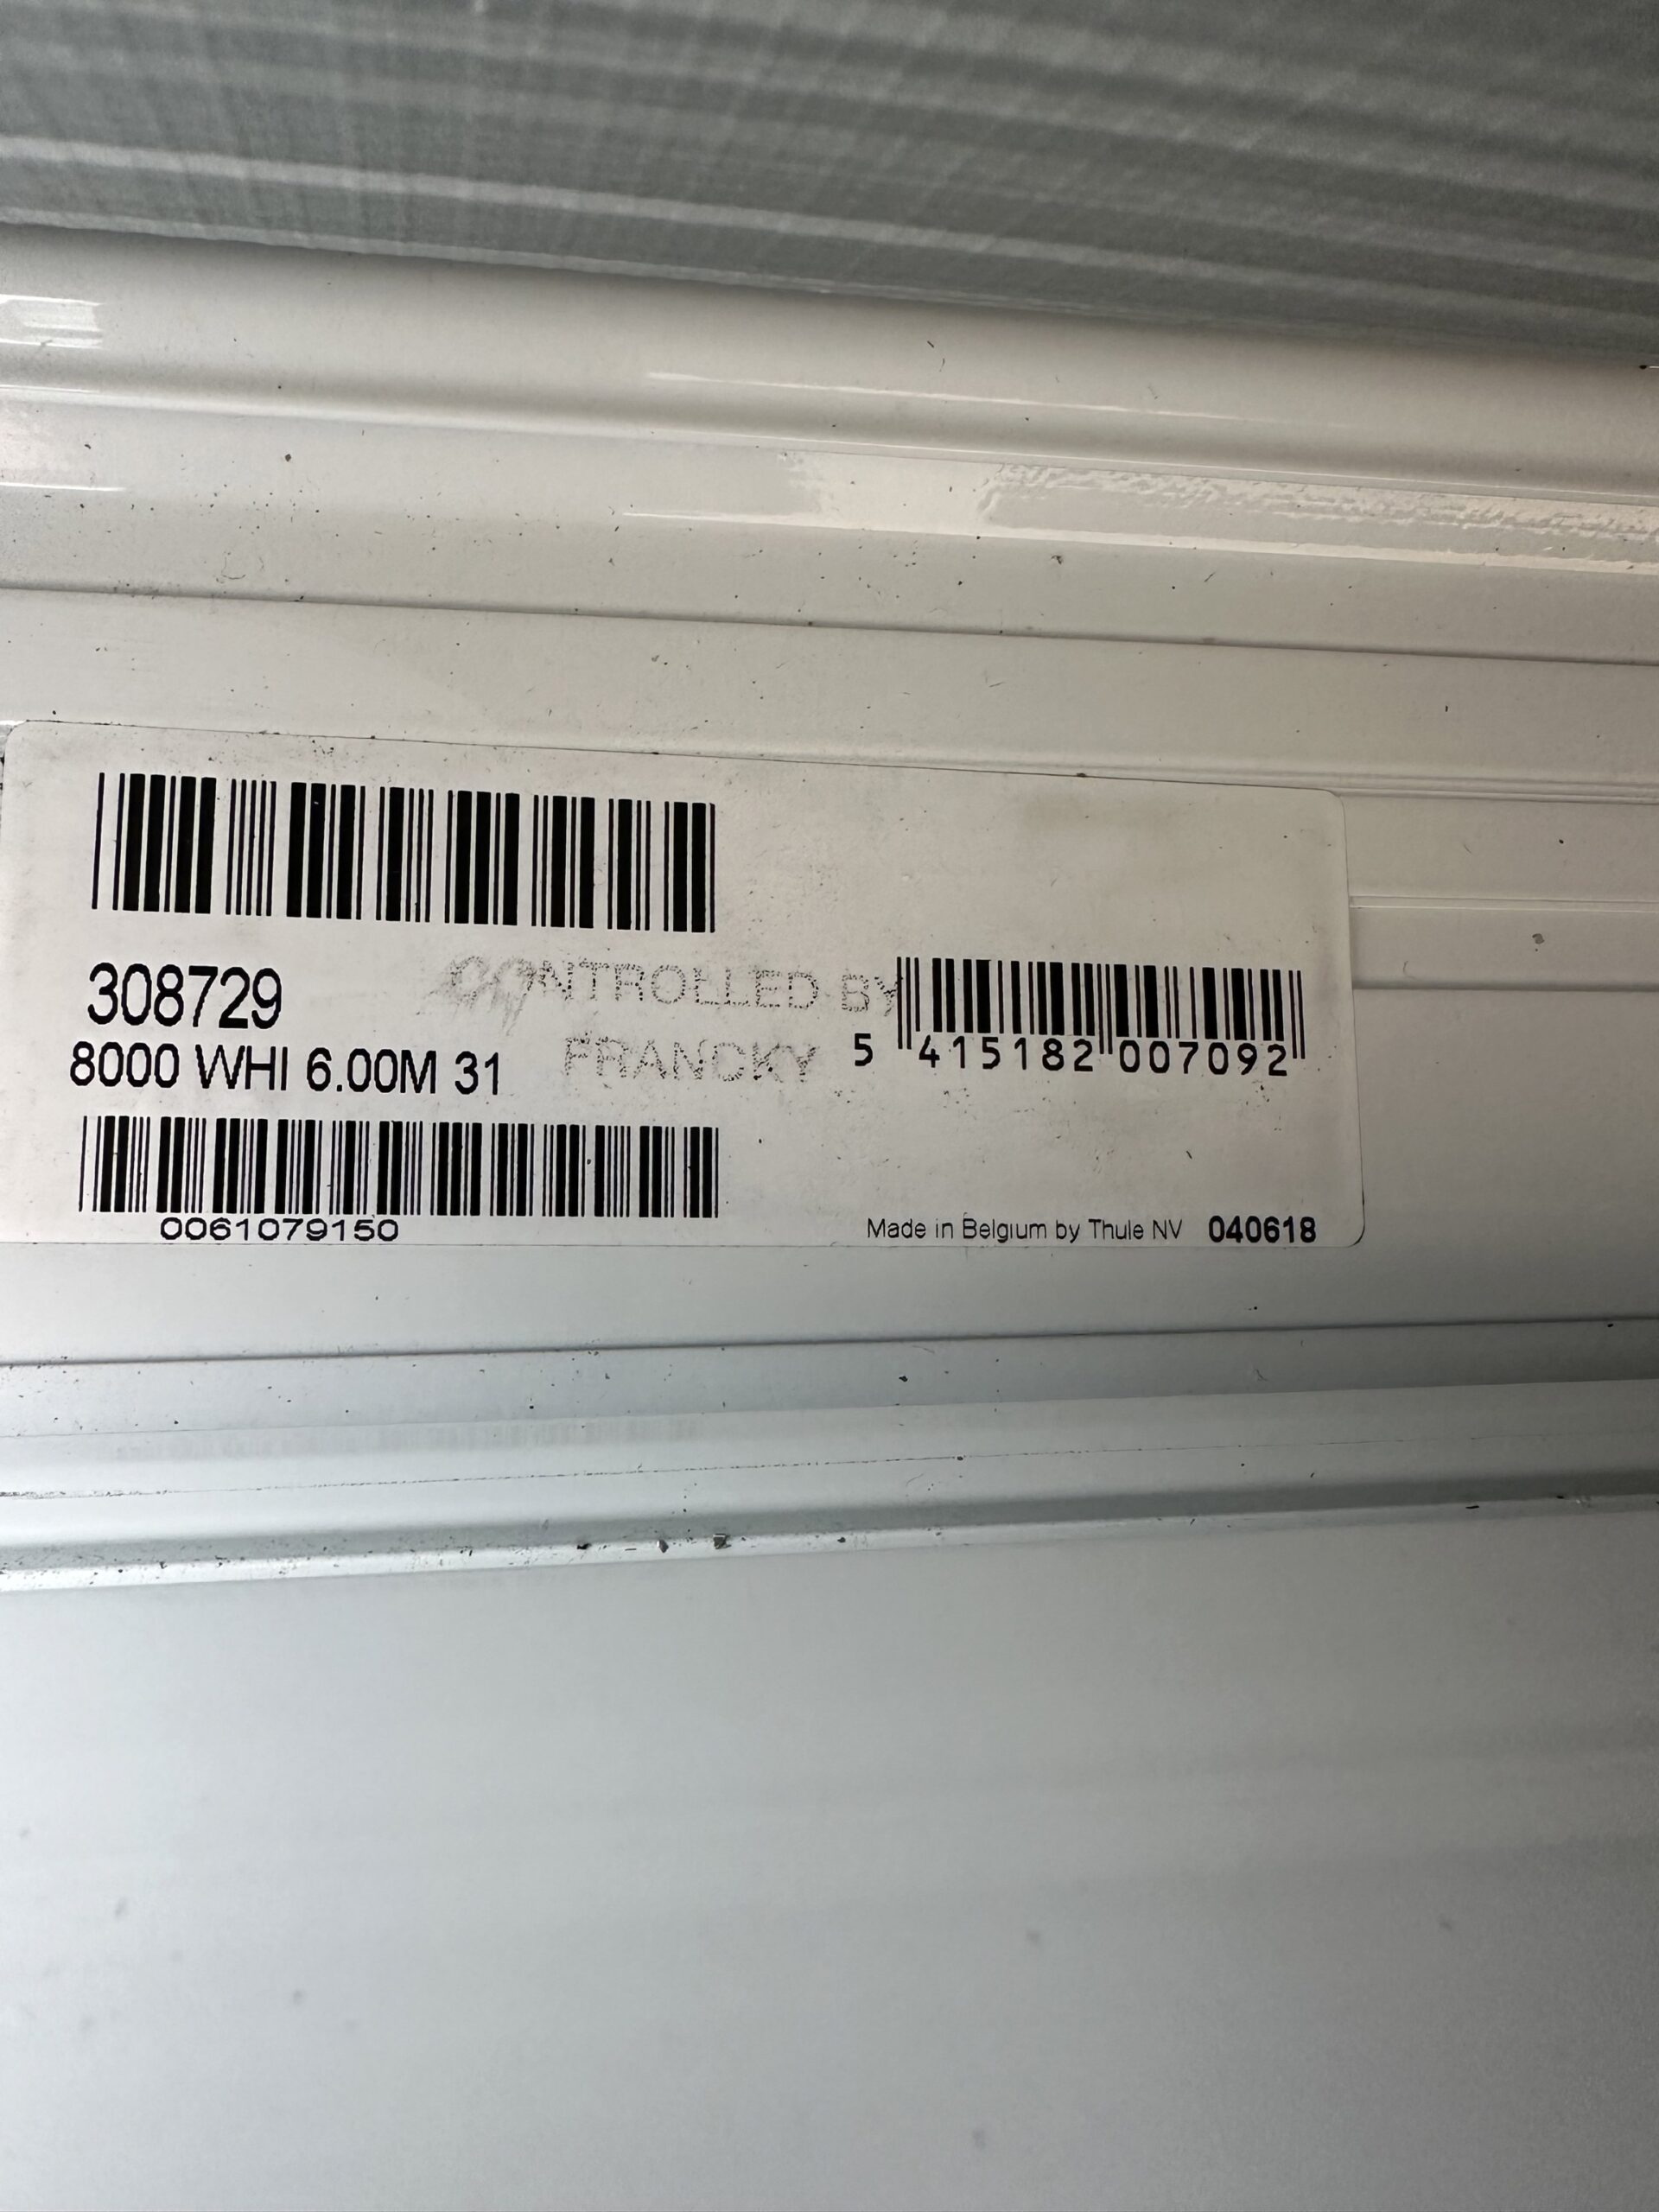 308729
8000 WHI 6.00M 31
CONTROLLED BY
FRANCKY
5 415182 007092
0061079150
Made in Belgium by Thule NV 040618